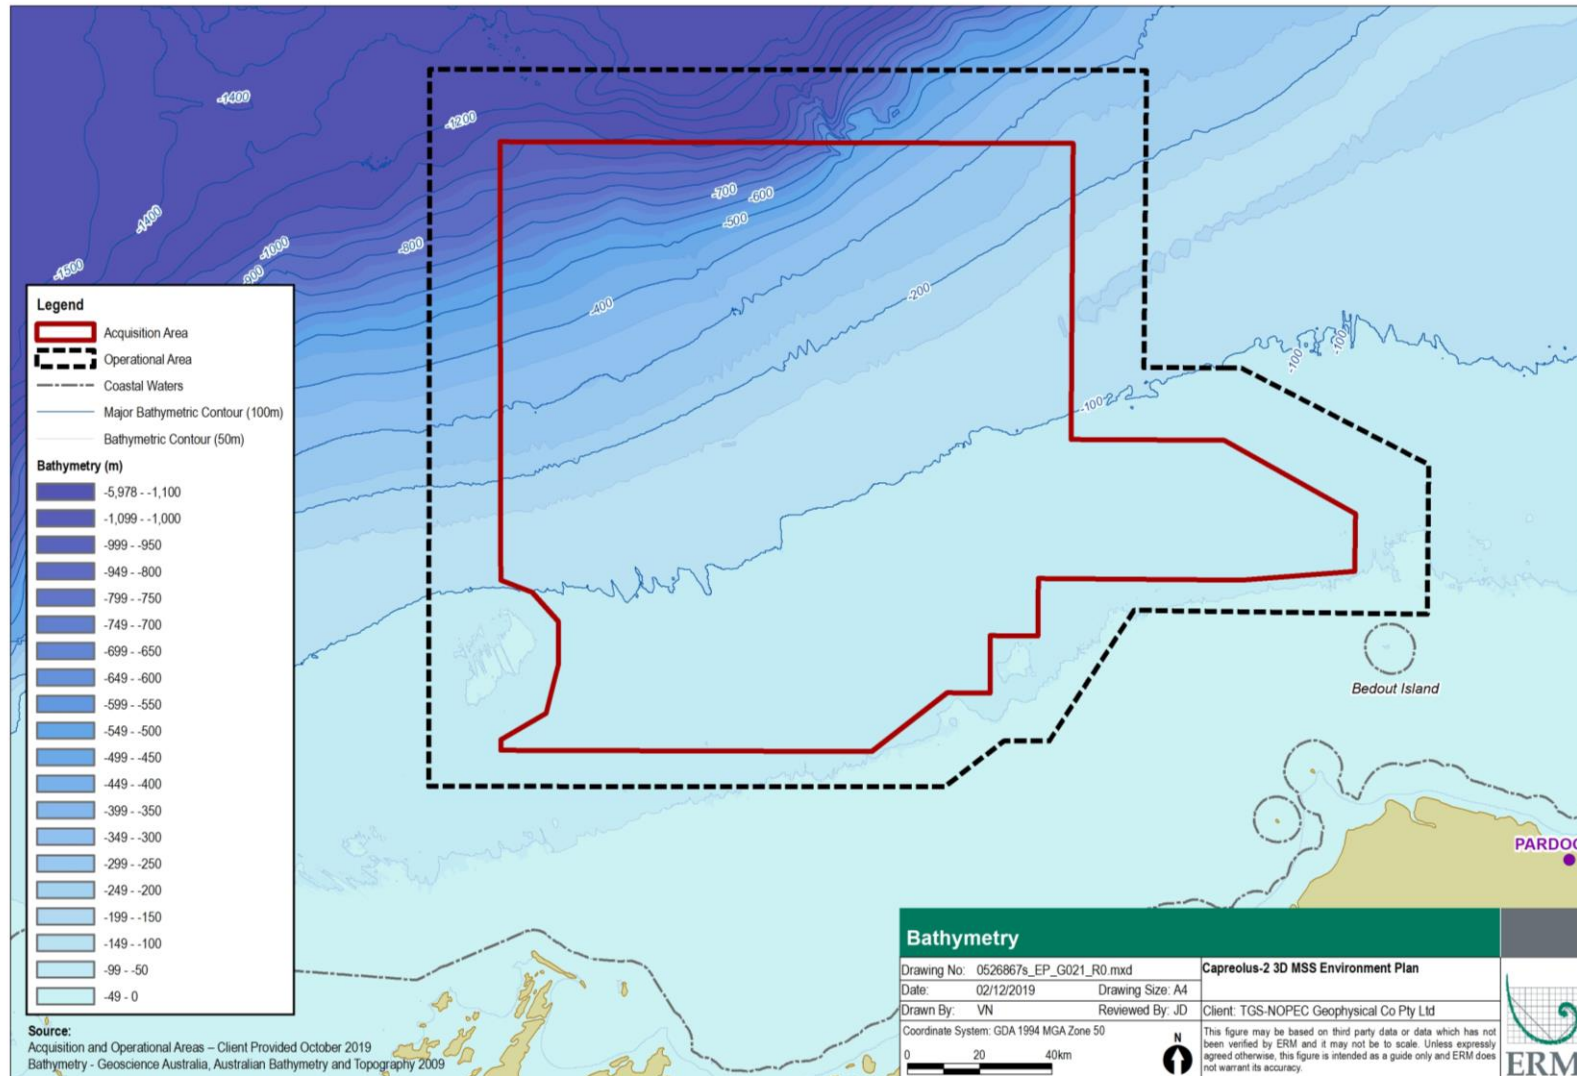 -1400
-1200
-1400
-1500
-1000
-900
-800
-700
-600
-500
-400
-200
-100
-100
-100
Legend
Acquisition Area
Operational Area
Coastal Waters
Major Bathymetric Contour (100m)
Bathymetric Contour (50m)
Bathymetry (m)
-5,978 - -1,100
-1,099 - -1,000
-999 - -950
-949 - -800
-799 - -750
-749 - -700
-699 - -650
-649 - -600
-599 - -550
-549 - -500
-499 - -450
-449 - -400
-399 - -350
-349 - -300
-299 - -250
-249 - -200
-199 - -150
-149 - -100
-99 - -50
-49 - 0
Bedout Island
PARDOO
Source:
Acquisition and Operational Areas – Client Provided October 2019
Bathymetry - Geoscience Australia, Australian Bathymetry and Topography 2009
Bathymetry
Drawing No: 0526867s_EP_G021_R0.mxd
Date: 02/12/2019 Drawing Size: A4
Drawn By: VN Reviewed By: JD
Coordinate System: GDA 1994 MGA Zone 50
0 20 40km
N
Capreolus-2 3D MSS Environment Plan
Client: TGS-NOPEC Geophysical Co Pty Ltd
This figure may be based on third party data or data which has not
been verified by ERM and it may not be to scale. Unless expressly
agreed otherwise, this figure is intended as a guide only and ERM does
not warrant its accuracy.
ERM